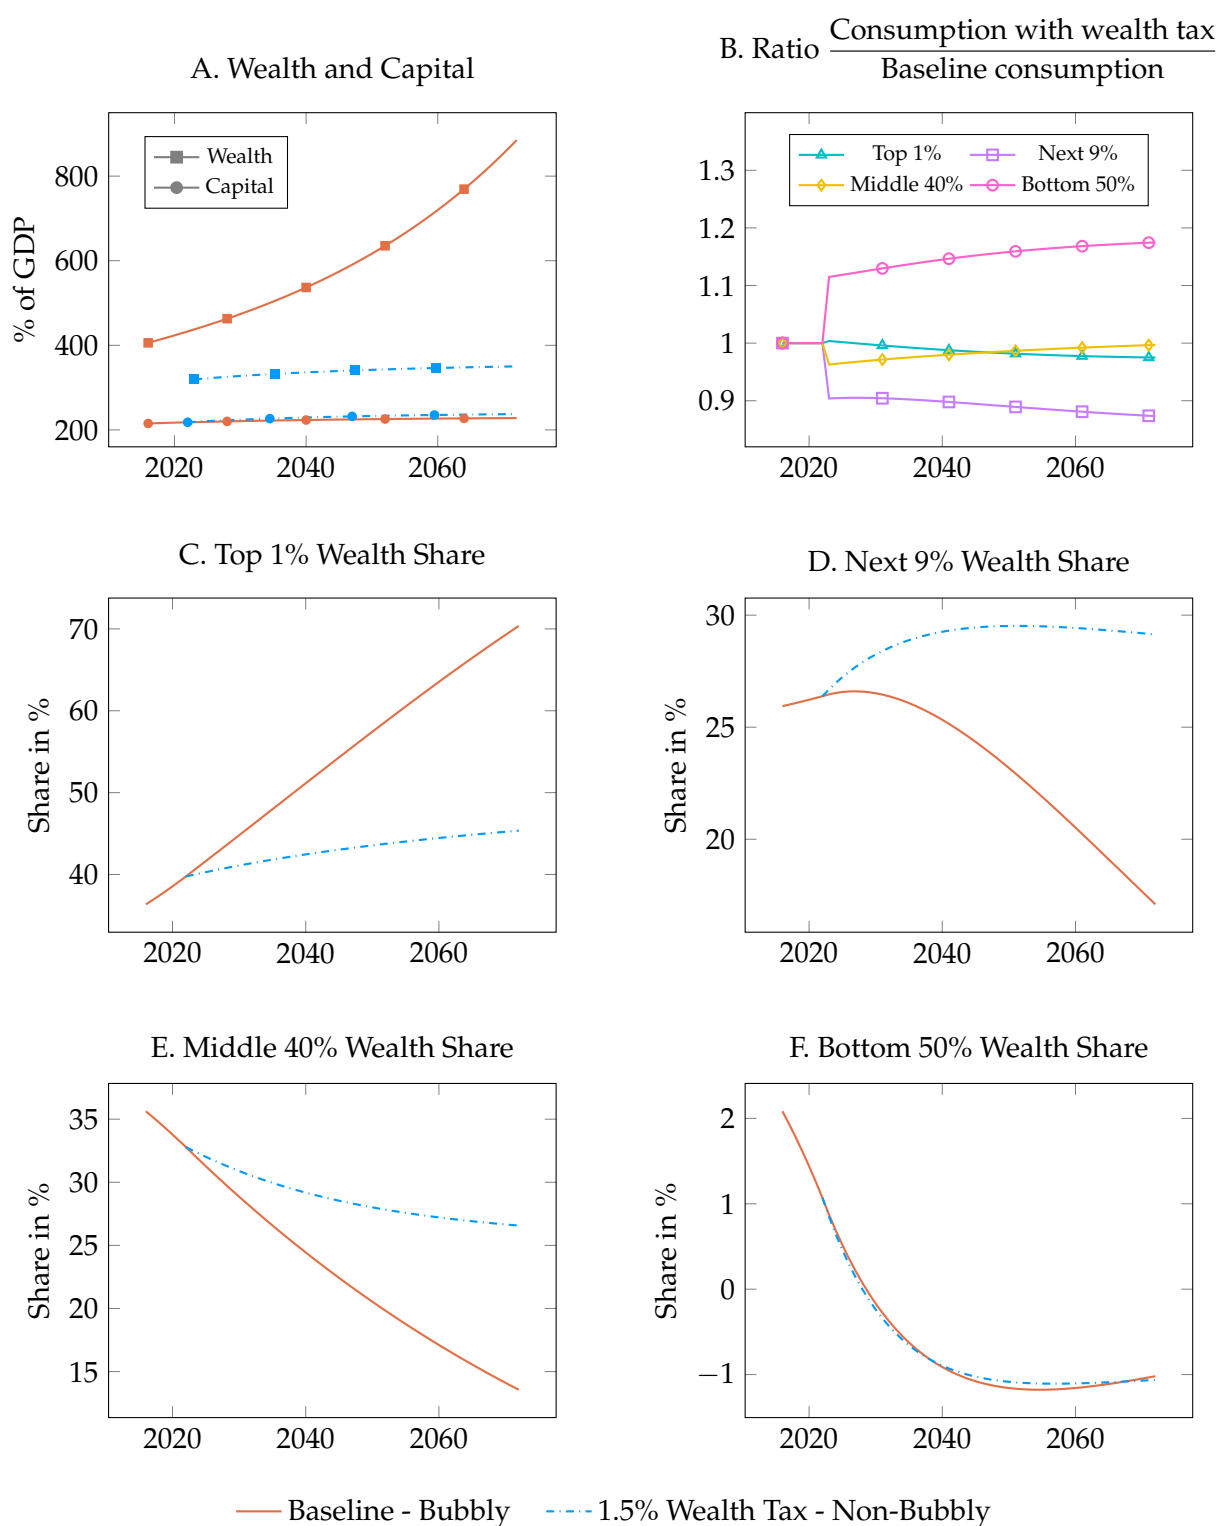 A. Wealth and Capital
% of GDP
800
600
400
200
Wealth
Capital
2020 2040 2060
B. Ratio Consumption with wealth tax
Baseline consumption
1.3
1.2
1.1
1
0.9
Top 1% Next 9%
Middle 40% Bottom 50%
2020 2040 2060
C. Top 1% Wealth Share
Share in %
70
60
50
40
2020 2040 2060
D. Next 9% Wealth Share
Share in %
30
25
20
2020 2040 2060
E. Middle 40% Wealth Share
Share in %
35
30
25
20
15
2020 2040 2060
F. Bottom 50% Wealth Share
Share in %
2
1
0
−1
2020 2040 2060
Baseline - Bubbly 1.5% Wealth Tax - Non-Bubbly